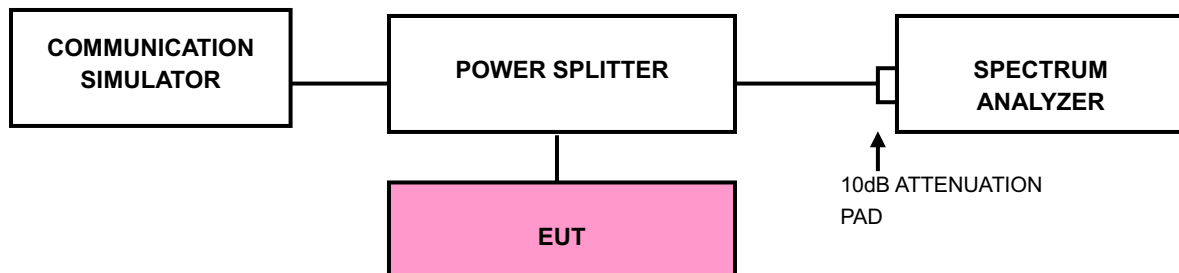 COMMUNICATION
SIMULATOR
POWER SPLITTER
SPECTRUM
ANALYZER
10dB ATTENUATION
PAD
EUT